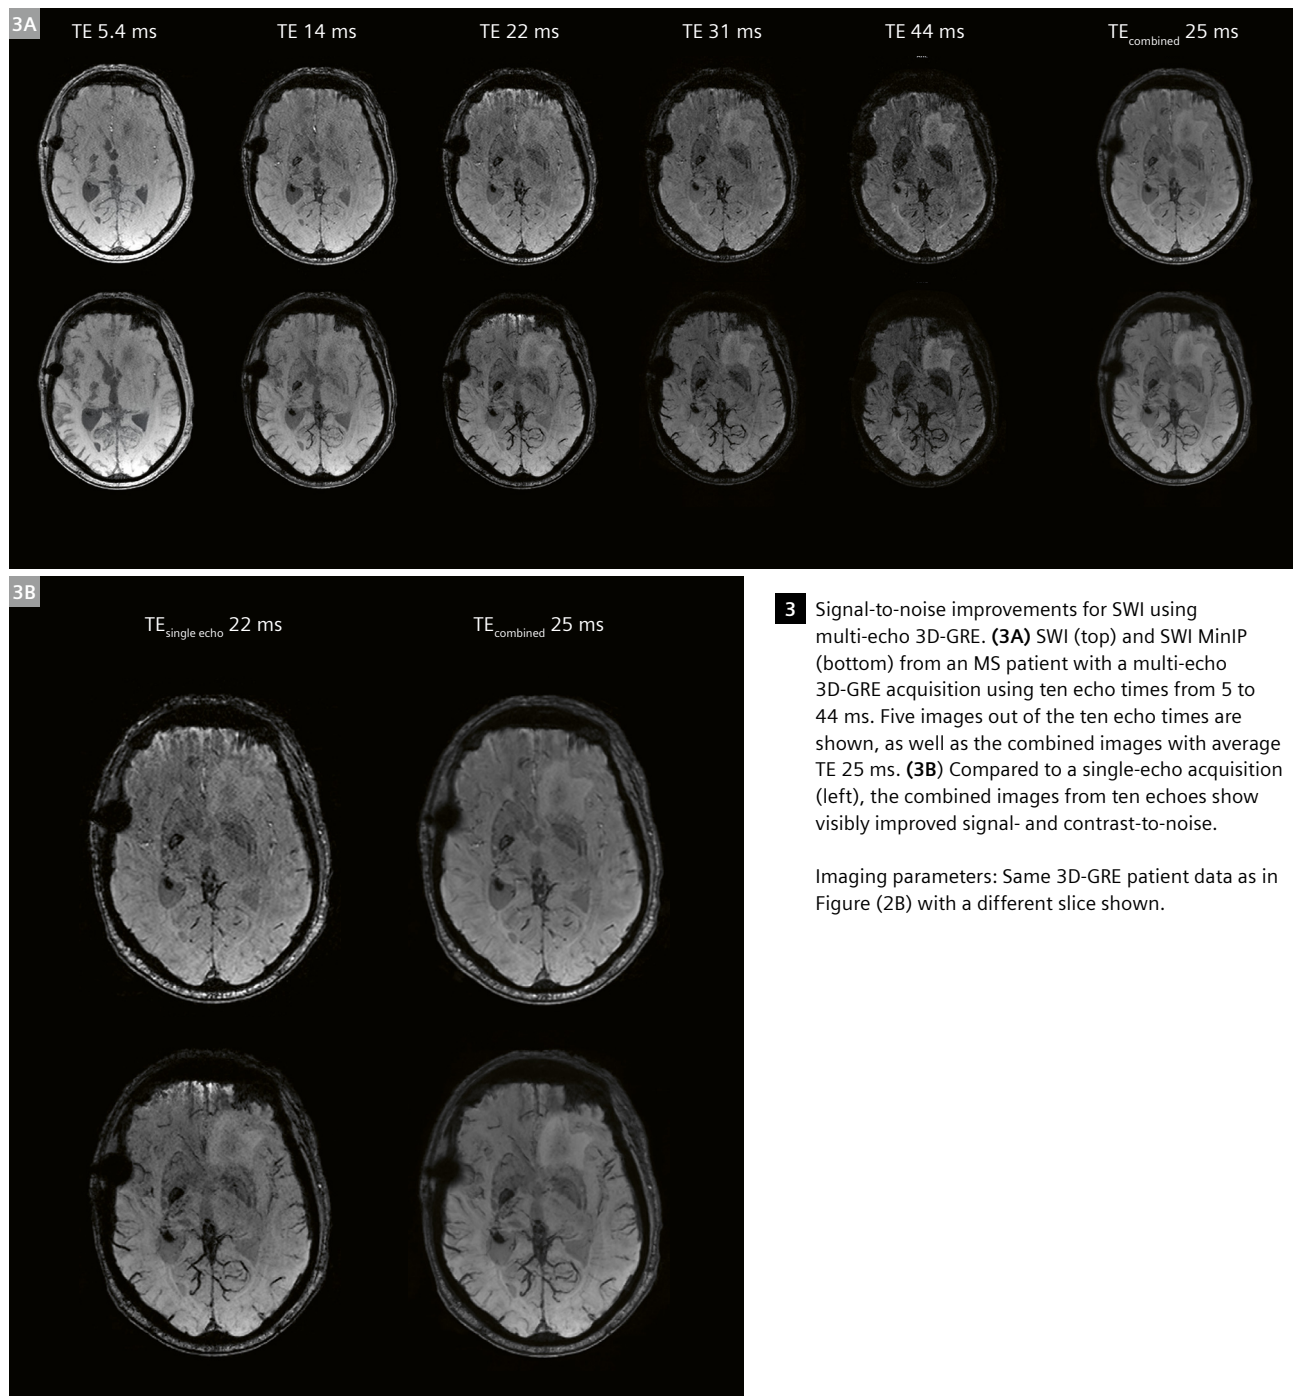 3A
TE 5.4 ms TE 14 ms TE 22 ms TE 31 ms TE 44 ms TEcombined 25 ms
3B
TEsingle echo 22 ms TEcombined 25 ms
3 Signal-to-noise improvements for SWI using
multi-echo 3D-GRE. (3A) SWI (top) and SWI MinIP
(bottom) from an MS patient with a multi-echo
3D-GRE acquisition using ten echo times from 5 to
44 ms. Five images out of the ten echo times are
shown, as well as the combined images with average
TE 25 ms. (3B) Compared to a single-echo acquisition
(left), the combined images from ten echoes show
visibly improved signal- and contrast-to-noise.
Imaging parameters: Same 3D-GRE patient data as in
Figure (2B) with a different slice shown.